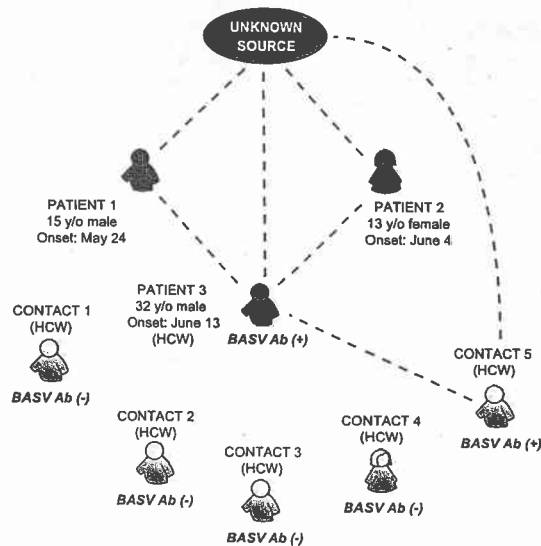 UNKNOWN
SOURCE
PATIENT 1
15 y/o male
Onset: May 24
PATIENT 2
13 y/o female
Onset: June 4
PATIENT 3
32 y/o male
Onset: June 13
(HCW)
BASV Ab (+)
CONTACT 1
(HCW)
BASV Ab (-)
CONTACT 2
(HCW)
BASV Ab (-)
CONTACT 3
(HCW)
BASV Ab (-)
CONTACT 4
(HCW)
BASV Ab (-)
CONTACT 5
(HCW)
BASV Ab (+)